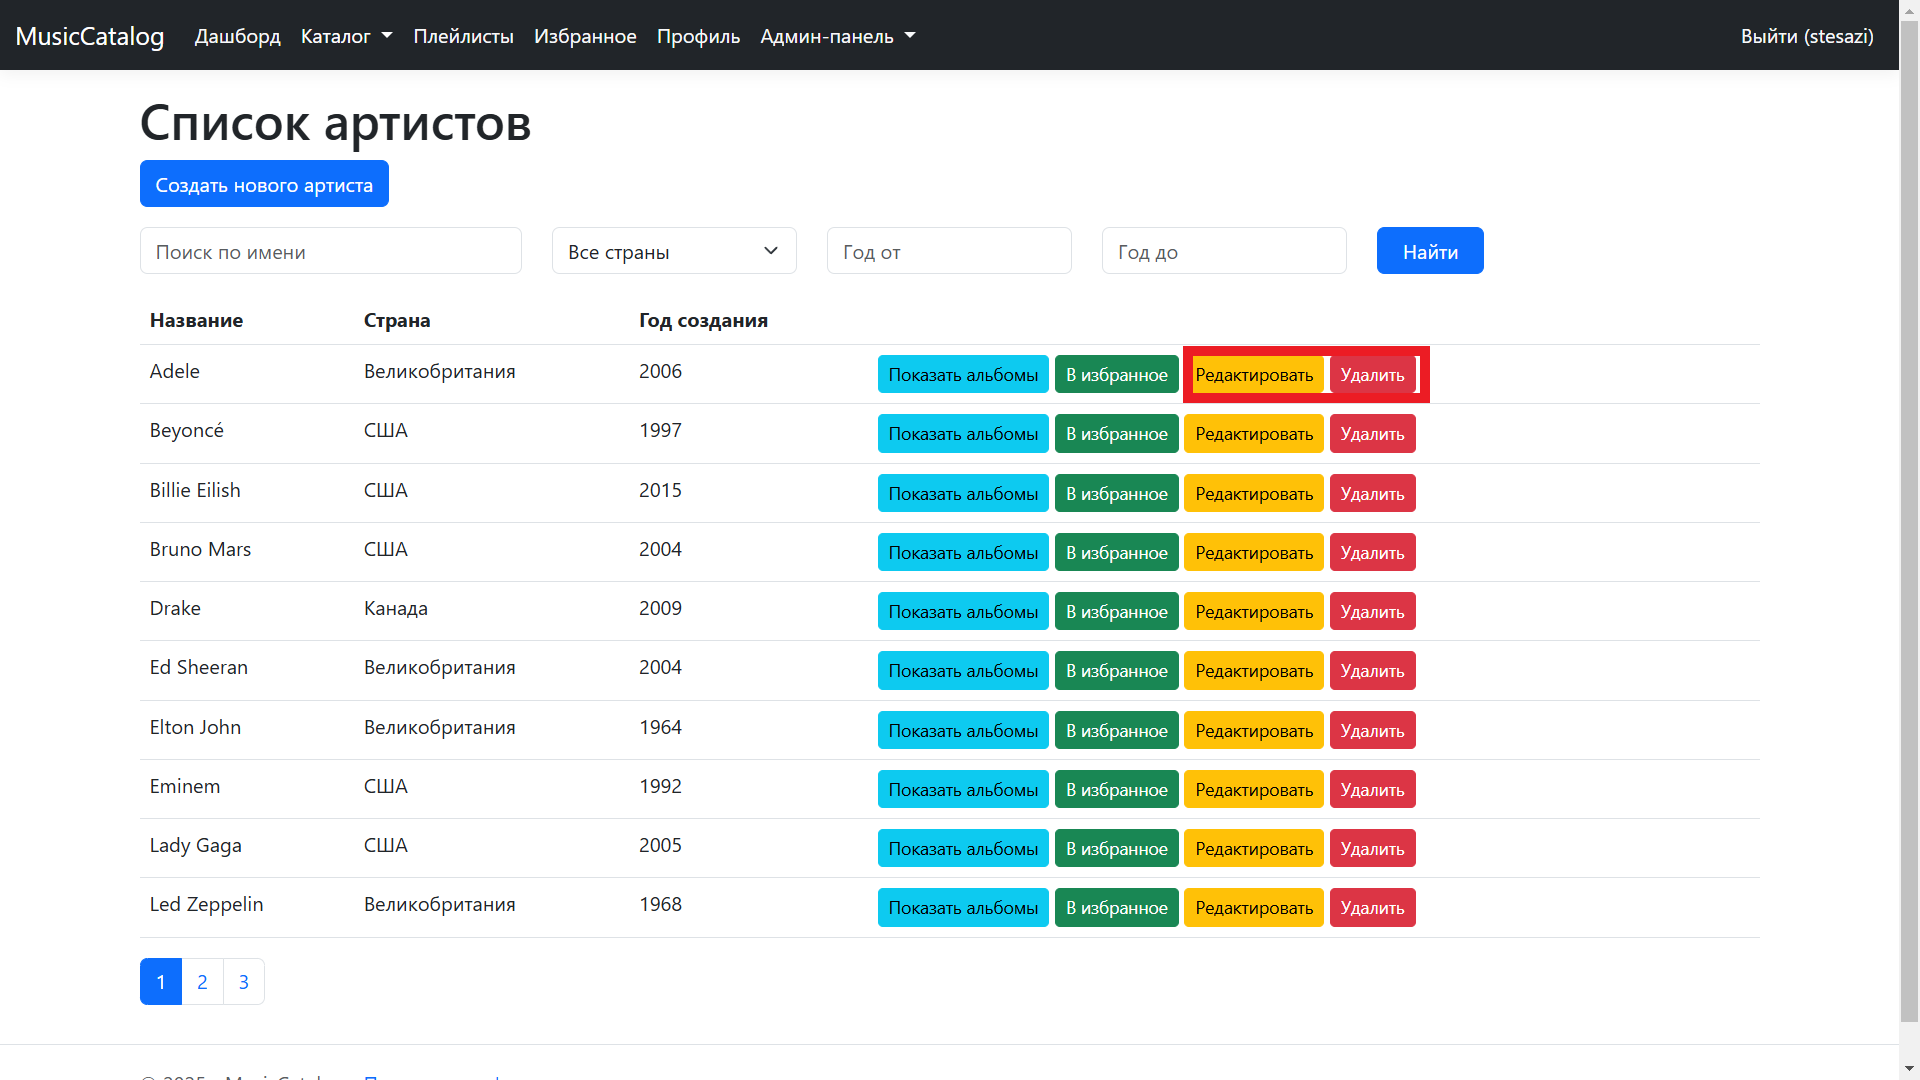 MusicCatalog Дашборд Каталог Плейлисты Избранное Профиль Админ-панель Выйти (stesazi)
Список артистов
Создать нового артиста
Поиск по имени Все страны Год от Год до Найти
Название Страна Год создания
Adele Великобритания 2006 Показать альбомы В избранное Редактировать Удалить
Beyoncé США 1997 Показать альбомы В избранное Редактировать Удалить
Billie Eilish США 2015 Показать альбомы В избранное Редактировать Удалить
Bruno Mars США 2004 Показать альбомы В избранное Редактировать Удалить
Drake Канада 2009 Показать альбомы В избранное Редактировать Удалить
Ed Sheeran Великобритания 2004 Показать альбомы В избранное Редактировать Удалить
Elton John Великобритания 1964 Показать альбомы В избранное Редактировать Удалить
Eminem США 1992 Показать альбомы В избранное Редактировать Удалить
Lady Gaga США 2005 Показать альбомы В избранное Редактировать Удалить
Led Zeppelin Великобритания 1968 Показать альбомы В избранное Редактировать Удалить
1 2 3
© 2025 - MusicCatalog